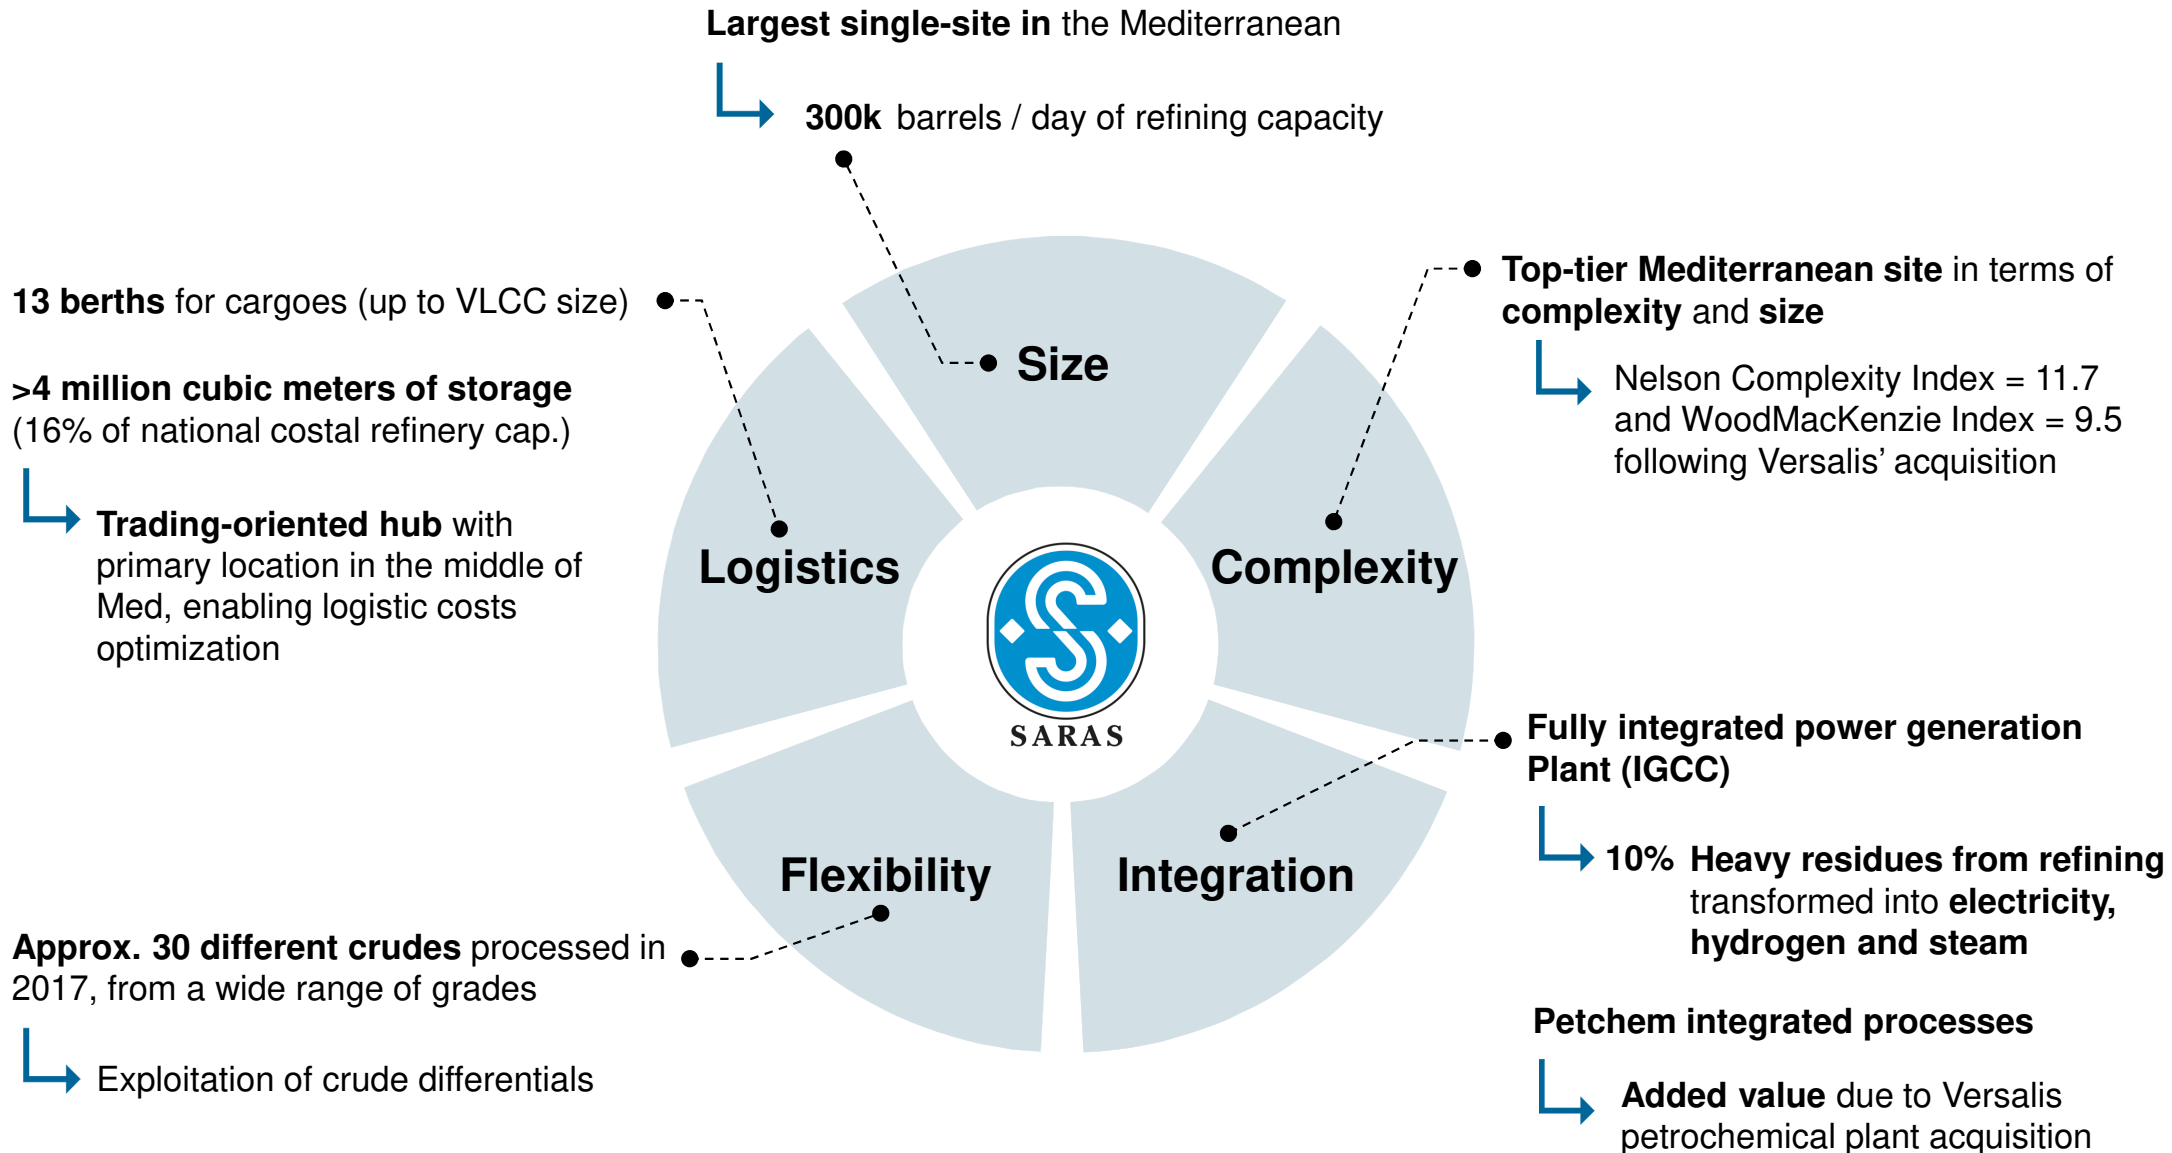 Largest single-site in the Mediterranean
300k barrels / day of refining capacity
Size
Top-tier Mediterranean site in terms of
complexity and size
Nelson Complexity Index = 11.7
and WoodMacKenzie Index = 9.5
following Versalis’ acquisition
Complexity
13 berths for cargoes (up to VLCC size)
>4 million cubic meters of storage
(16% of national costal refinery cap.)
Trading-oriented hub with
primary location in the middle of
Med, enabling logistic costs
optimization
Logistics
SARAS
Fully integrated power generation
Plant (IGCC)
10% Heavy residues from refining
transformed into electricity,
hydrogen and steam
Petchem integrated processes
Added value due to Versalis
petrochemical plant acquisition
Integration
Flexibility
Approx. 30 different crudes processed in
2017, from a wide range of grades
Exploitation of crude differentials